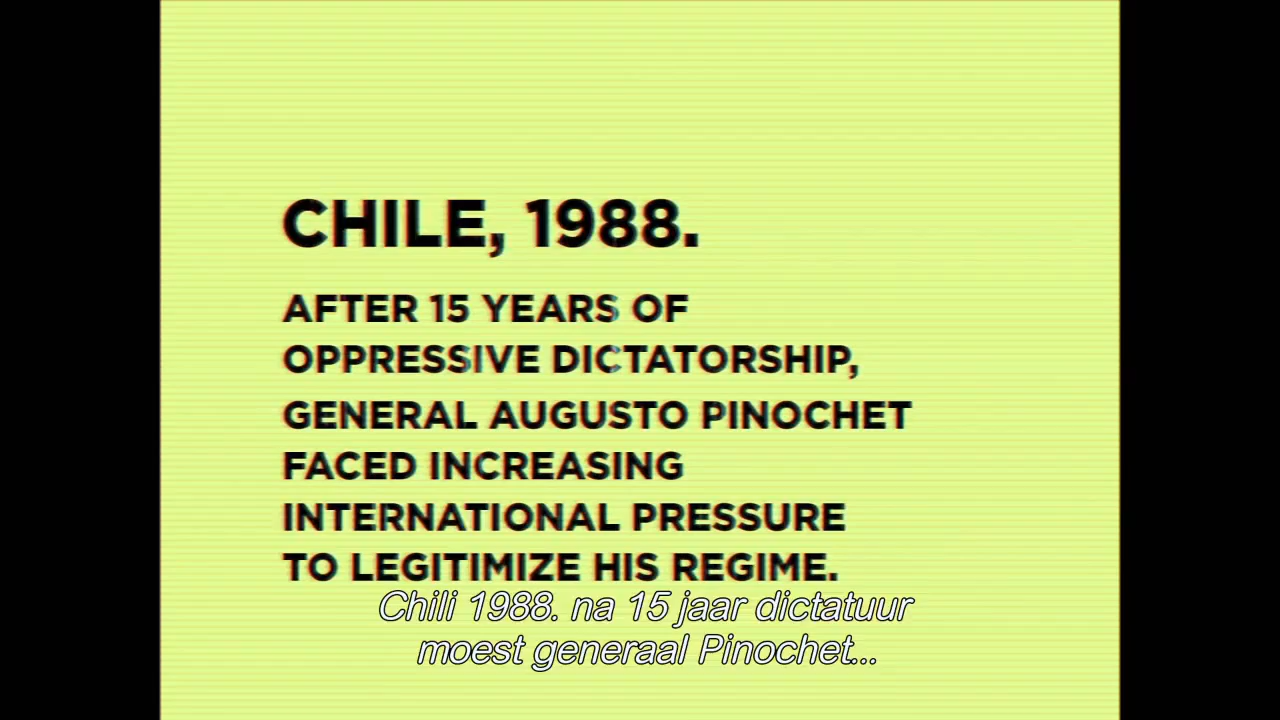 CHILE, 1988.
AFTER 15 YEARS OF
OPPRESSIVE DICTATORSHIP,
GENERAL AUGUSTO PINOCHET
FACED INCREASING
INTERNATIONAL PRESSURE
TO LEGITIMIZE HIS REGIME.
Chili 1988. na 15 jaar dictatuur
moest generaal Pinochet...